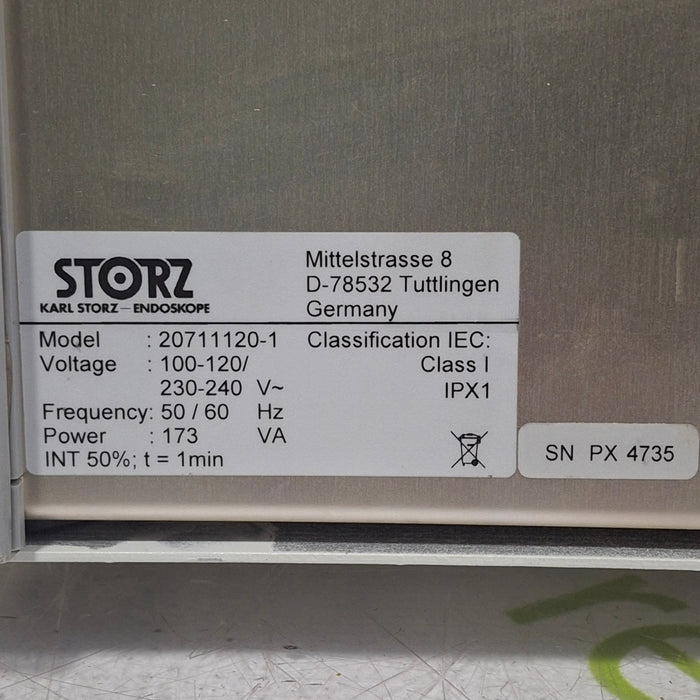 STORZ
KARL STORZ — ENDOSKOPE
Mittelstrasse 8
D-78532 Tuttlingen
Germany
Model : 20711120-1
Voltage : 100-120/
230-240 V~
Frequency: 50 / 60 Hz
Power : 173 VA
INT 50%; t = 1min
Classification IEC:
Class I
IPX1
SN PX 4735